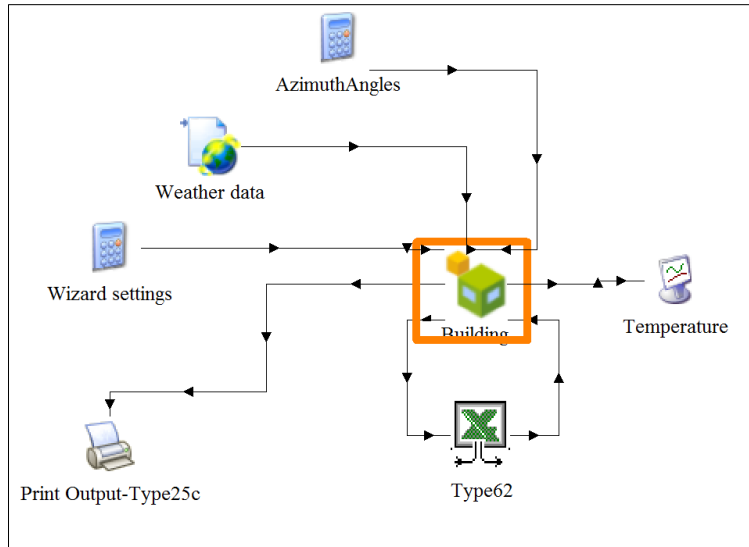 AzimuthAngles
Weather data
Wizard settings
Building
Temperature
Print Output-Type25c
Type62